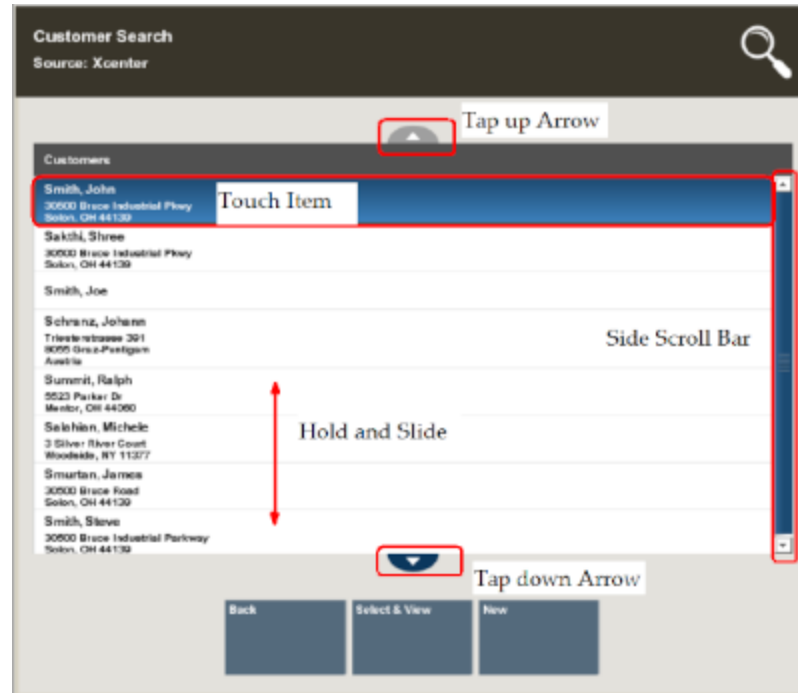 Customer Search
Source: Xcenter
Tap up Arrow
Customers
Smith, John
30500 Bruce Industrial Pkwy
Solon, OH 44139
Touch Item
Sakthi, Shree
30500 Bruce Industrial Pkwy
Solon, OH 44139
Smith, Joe
Schranz, Johann
Triesterstrasse 391
8055 Graz-Puntigam
Austria
Side Scroll Bar
Summit, Ralph
5523 Parker Dr
Mentor, OH 44060
Hold and Slide
Salahian, Michele
3 Silver River Court
Woodside, NY 11377
Smurtan, James
30500 Bruce Road
Solon, OH 44139
Smith, Steve
30500 Bruce Industrial Parkway
Solon, OH 44139
Tap down Arrow
Back
Select & View
New